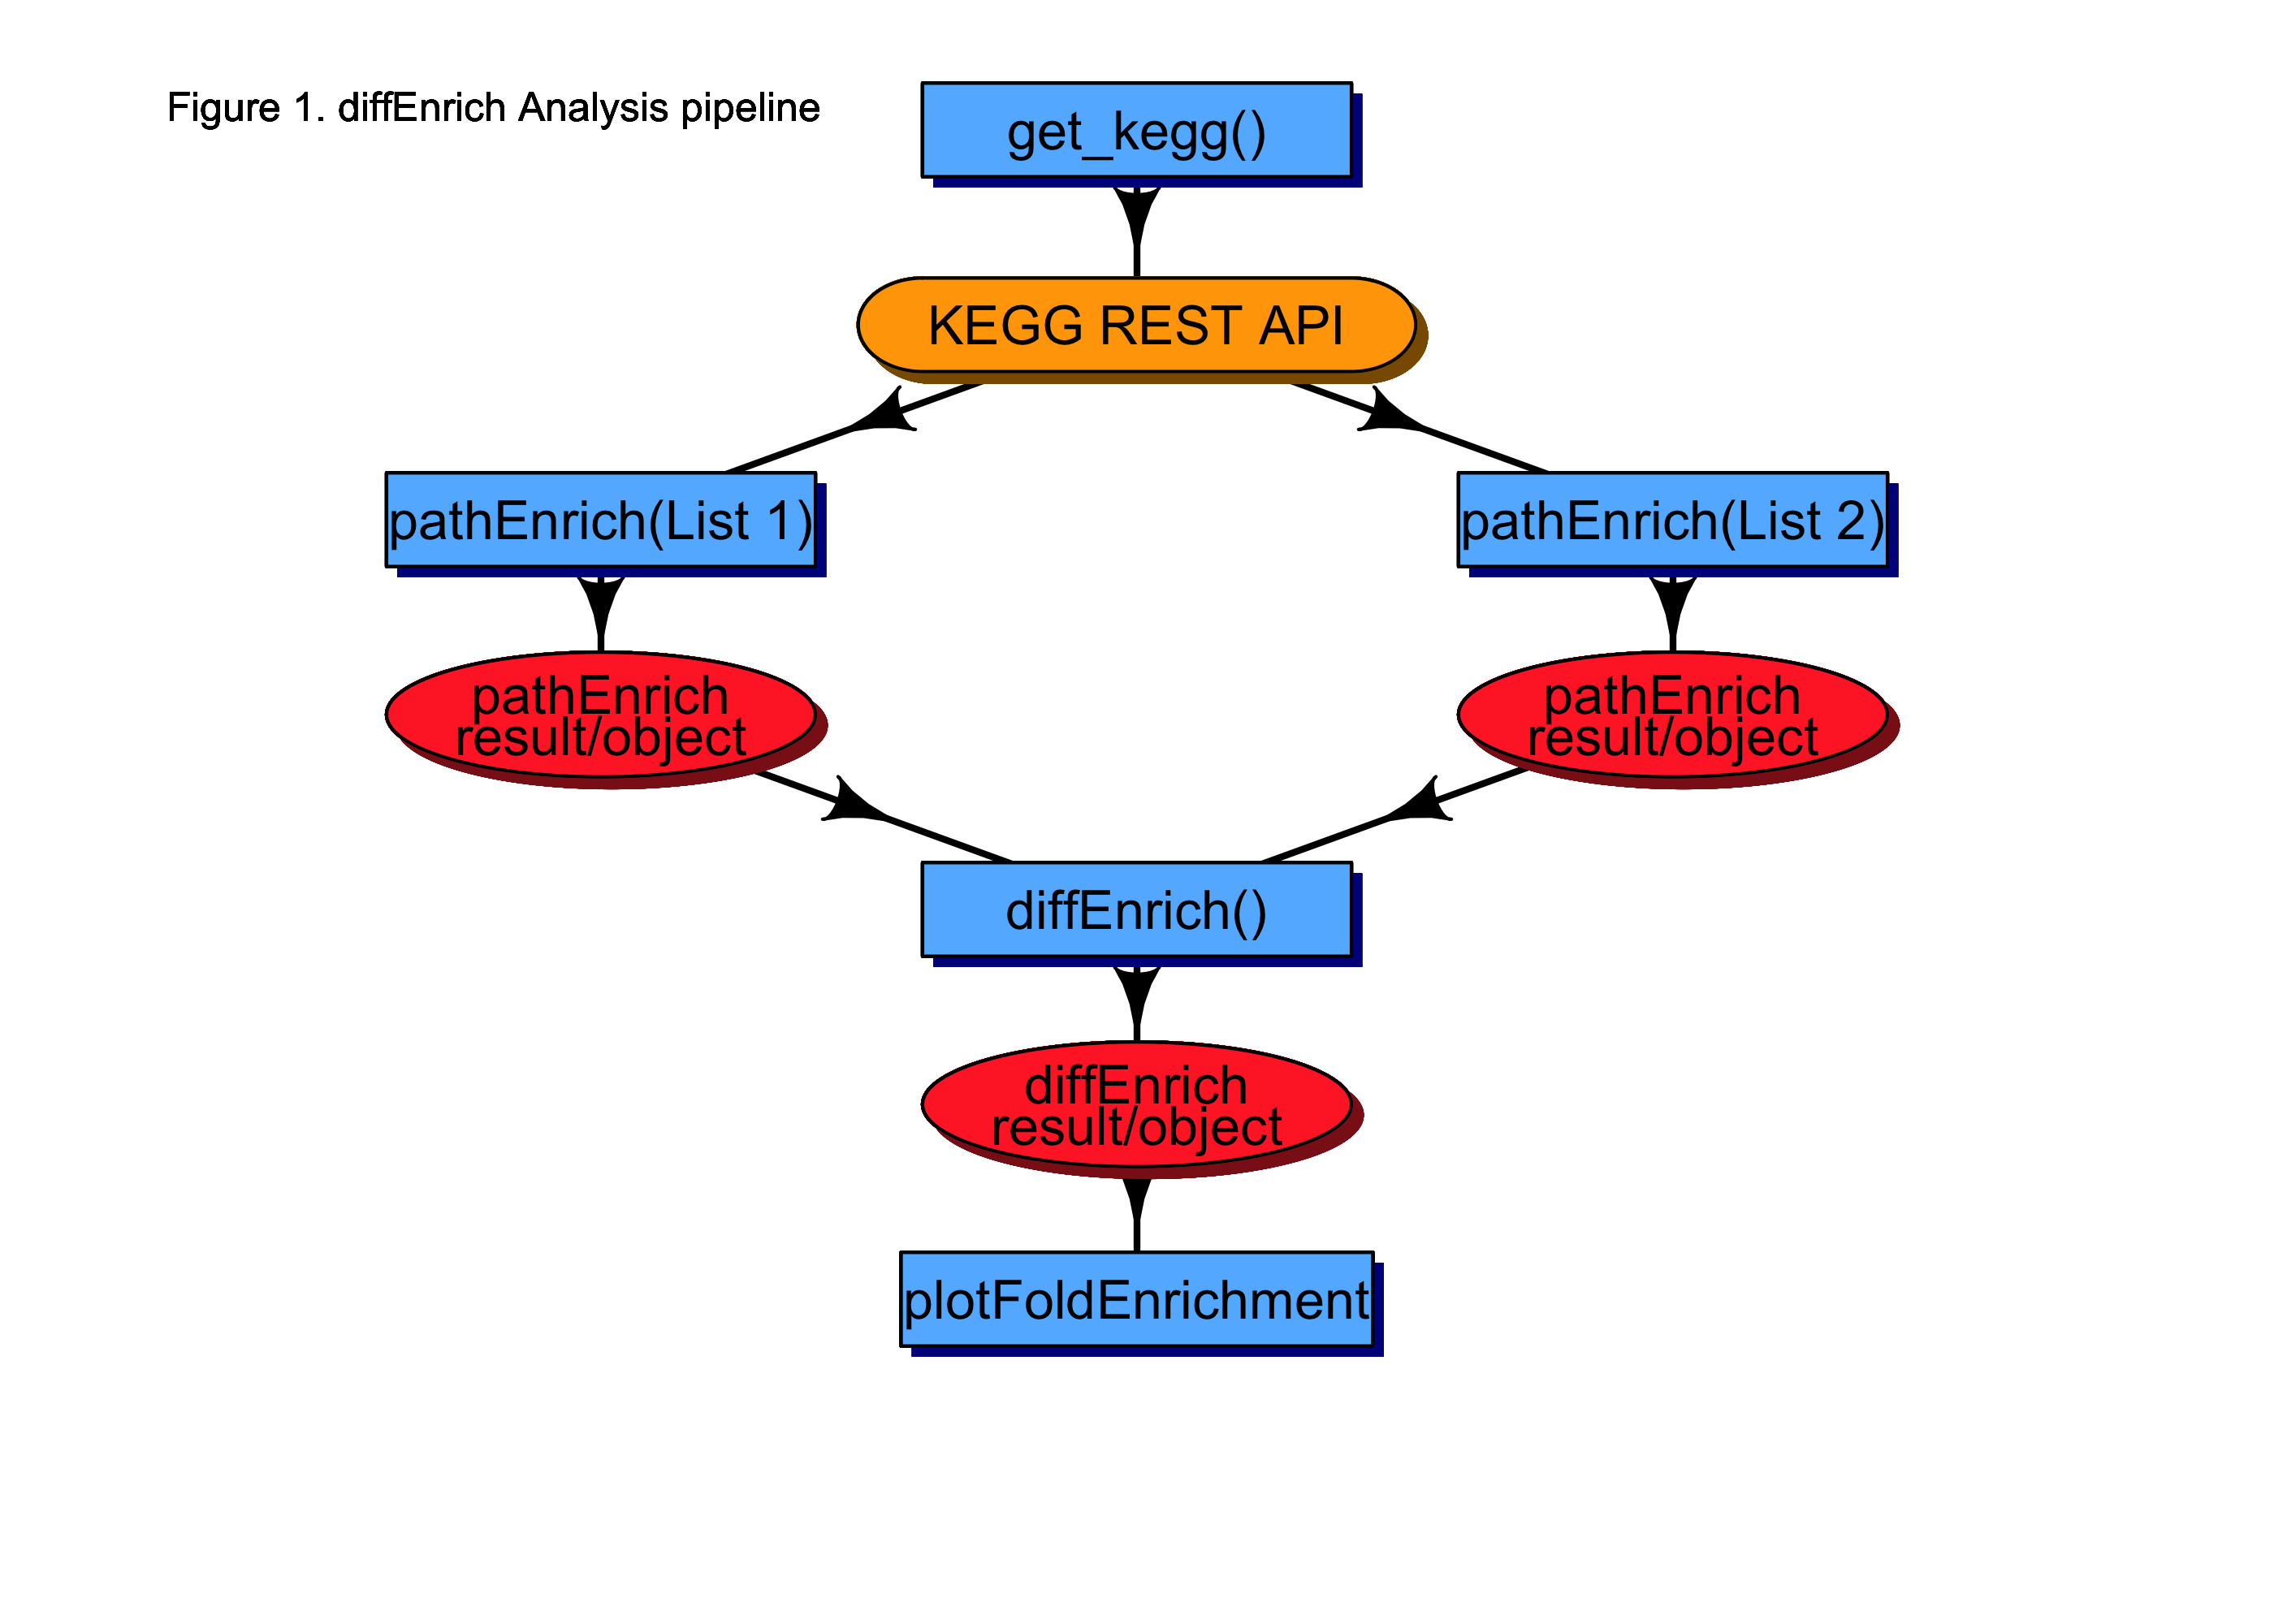 Figure 1. diffEnrich Analysis pipeline
get_kegg()
KEGG REST API
pathEnrich(List 1)
pathEnrich(List 2)
pathEnrich
result/object
pathEnrich
result/object
diffEnrich()
diffEnrich
result/object
plotFoldEnrichment